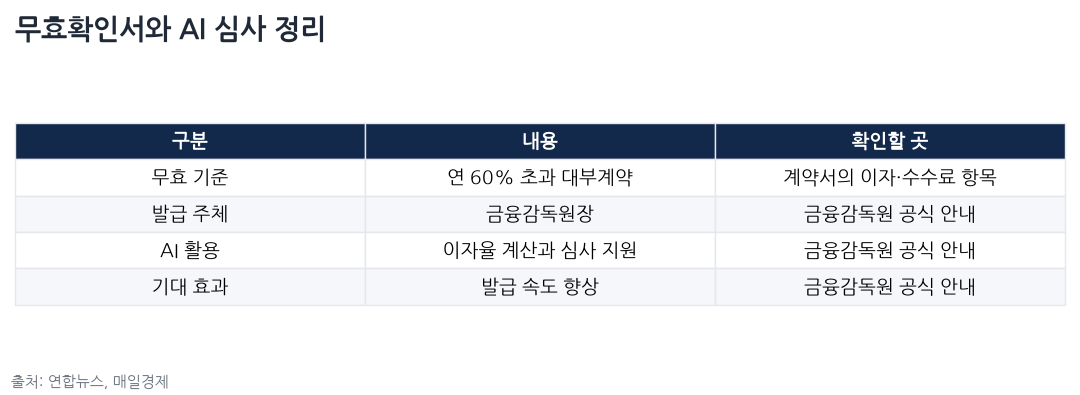 무효확인서와 AI 심사 정리
구분 내용 확인할 곳
무효 기준 연 60% 초과 대부계약 계약서의 이자·수수료 항목
발급 주체 금융감독원장 금융감독원 공식 안내
AI 활용 이자율 계산과 심사 지원 금융감독원 공식 안내
기대 효과 발급 속도 향상 금융감독원 공식 안내
출처: 연합뉴스, 매일경제